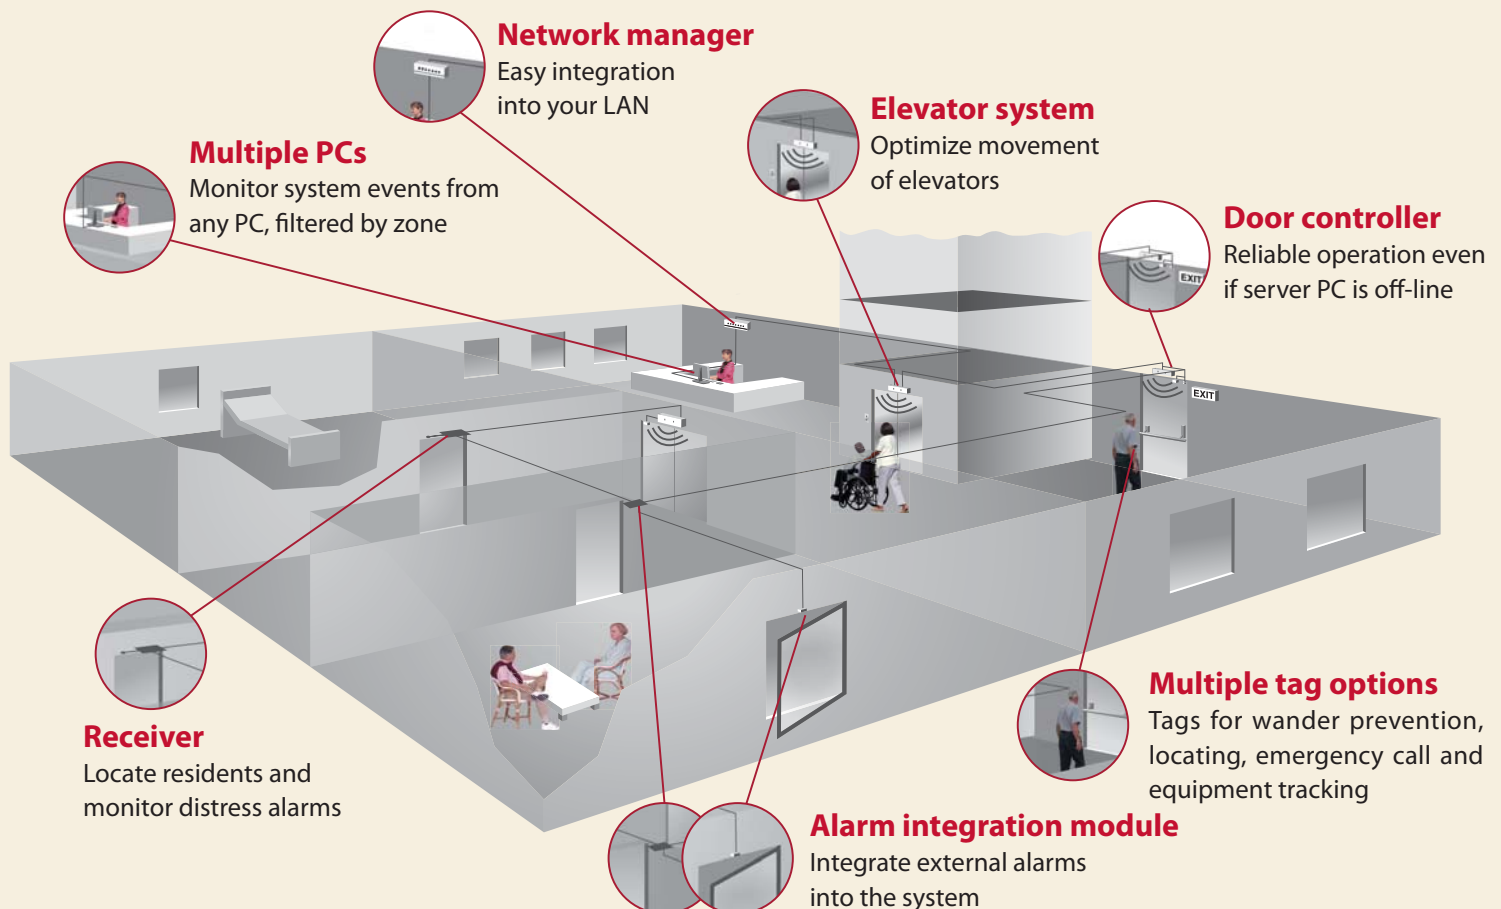 Network manager
Easy integration
into your LAN
Elevator system
Optimize movement
of elevators
Multiple PCs
Monitor system events from
any PC, filtered by zone
Door controller
Reliable operation even
if server PC is off-line
EXIT
EXIT
Receiver
Locate residents and
monitor distress alarms
Multiple tag options
Tags for wander prevention,
locating, emergency call and
equipment tracking
Alarm integration module
Integrate external alarms
into the system